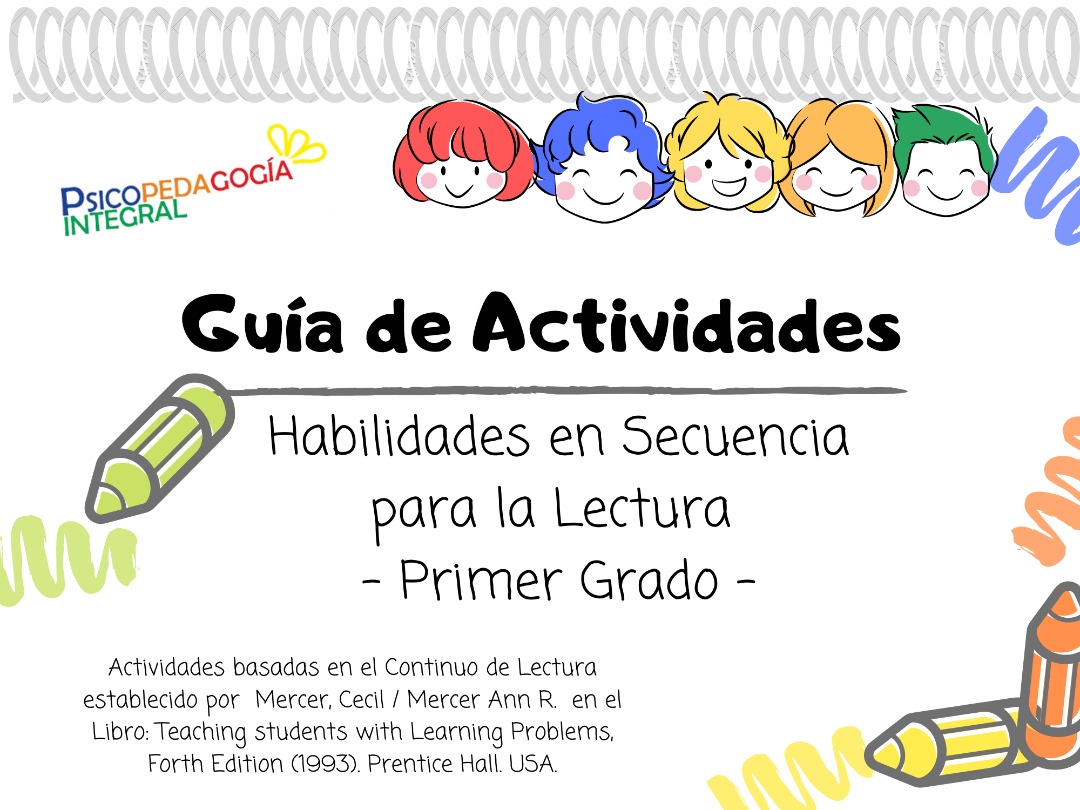 PSICOPEDAGOGÍA
INTEGRAL
Guía de Actividades
Habilidades en Secuencia
para la Lectura
- Primer Grado -
Actividades basadas en el Continuo de Lectura
establecido por Mercer, Cecil / Mercer Ann R. en el
Libro: Teaching students with Learning Problems,
Forth Edition (1993). Prentice Hall. USA.